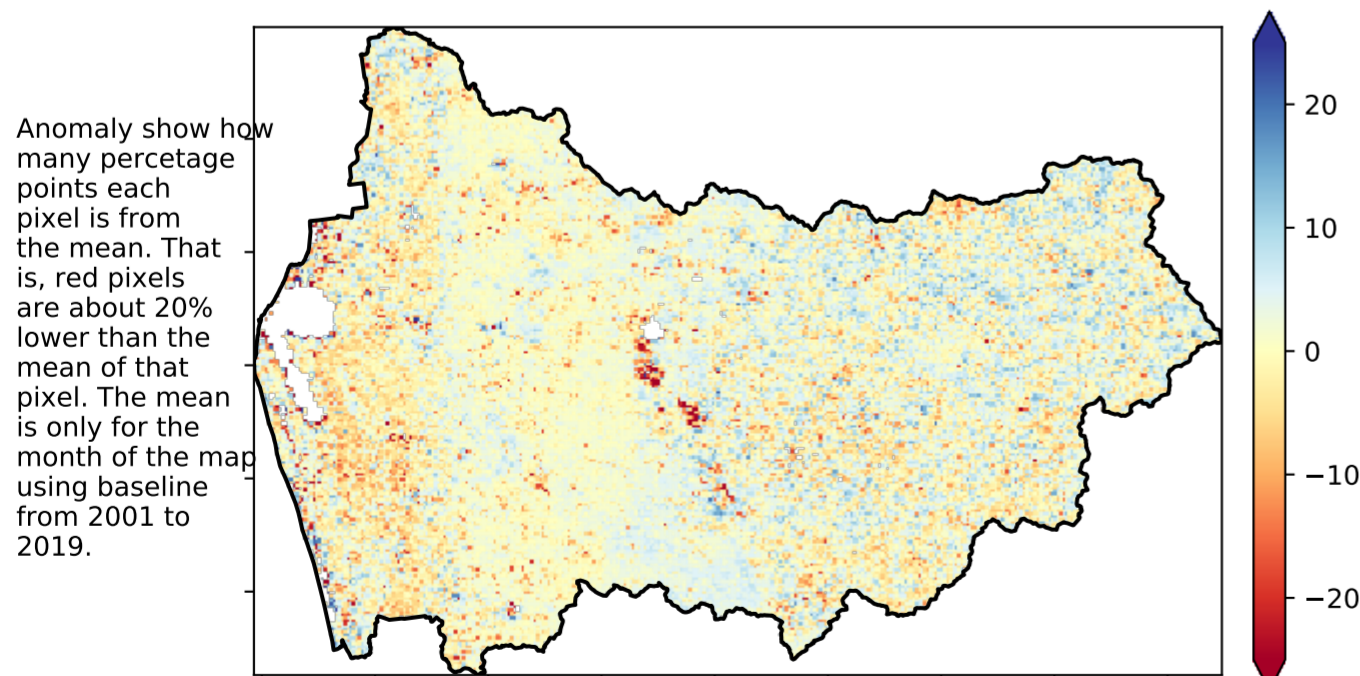 Anomaly show how
many percetage
points each
pixel is from
the mean. That
is, red pixels
are about 20%
lower than the
mean of that
pixel. The mean
is only for the
month of the map
using baseline
from 2001 to
2019.
20
10
0
−10
−20